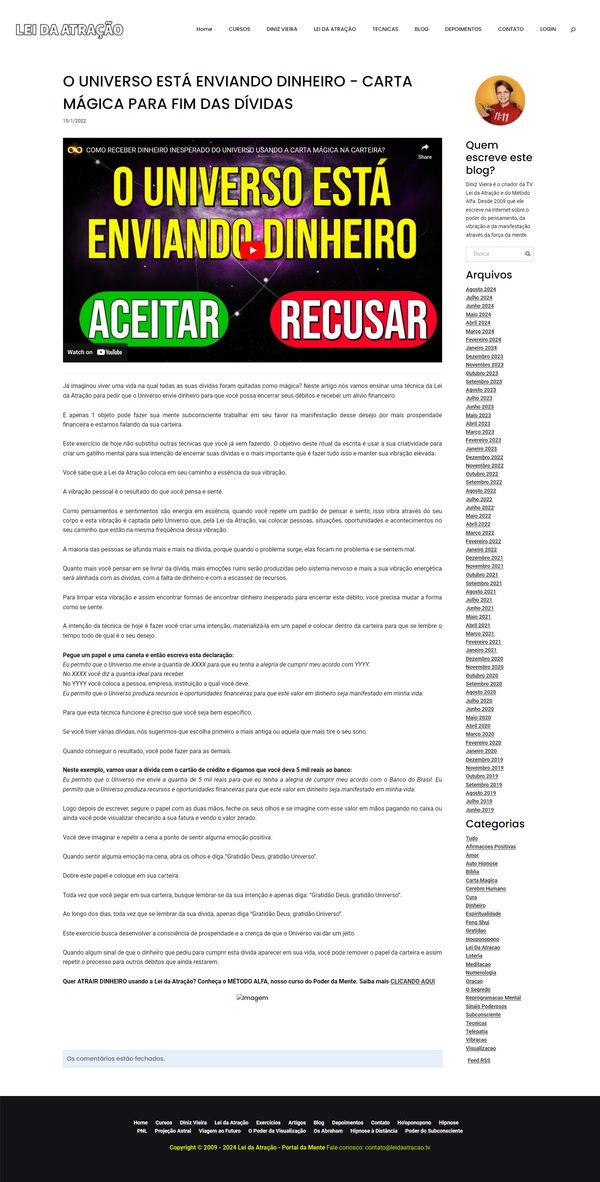 LEI DA ATRAÇÃO
Home CURSOS DINIZ VIEIRA LEI DA ATRAÇÃO TECNICAS BLOG DEPOIMENTOS CONTATO LOGIN
O UNIVERSO ESTÁ ENVIANDO DINHEIRO - CARTA
MÁGICA PARA FIM DAS DÍVIDAS
15/1/2022
COMO RECEBER DINHEIRO INESPERADO DO UNIVERSO USANDO A CARTA MÁGICA NA CARTEIRA?
Share
O UNIVERSO ESTÁ
ENVIANDO DINHEIRO
ACEITAR RECUSAR
Watch on YouTube
Já imaginou viver uma vida na qual todas as suas dívidas foram quitadas como mágica? Neste artigo nós vamos ensinar uma técnica da Lei
da Atração para pedir que o Universo envie dinheiro para que você possa encerrar seus débitos e receber um alívio financeiro.
E apenas 1 objeto pode fazer sua mente subconsciente trabalhar em seu favor na manifestação desse desejo por mais prosperidade
financeira e estamos falando da sua carteira.
Este exercício de hoje não substitui outras técnicas que você já vem fazendo. O objetivo deste ritual da escrita é usar a sua criatividade para
criar um gatilho mental para sua intenção de encerrar suas dívidas e o mais importante que é fazer tudo isso e manter sua vibração elevada.
Você sabe que a Lei da Atração coloca em seu caminho a essência da sua vibração.
A vibração pessoal é o resultado do que você pensa e sente.
Como pensamentos e sentimentos são energia em essência, quando você repete um padrão de pensar e sentir, isso vibra através do seu
corpo e esta vibração é captada pelo Universo que, pela Lei da Atração, vai colocar pessoas, situações, oportunidades e acontecimentos no
seu caminho que estão na mesma freqüência dessa vibração.
A maioria das pessoas se afunda mais e mais na dívida, porque quando o problema surge, elas focam no problema e se sentem mal.
Quanto mais você pensar em se livrar da dívida, mais emoções ruins serão produzidas pelo sistema nervoso e mais a sua vibração energética
será alinhada com as dívidas, com a falta de dinheiro e com a escassez de recursos.
Para limpar esta vibração e assim encontrar formas de encontrar dinheiro inesperado para encerrar este débito, você precisa mudar a forma
como se sente.
A intenção da técnica de hoje é fazer você criar uma intenção, materializá-la em um papel e colocar dentro da carteira para que se lembre o
tempo todo de qual é o seu desejo.
Pegue um papel e uma caneta e então escreva esta declaração:
Eu permito que o Universo me envie a quantia de XXXX para que eu tenha a alegria de cumprir meu acordo com YYYY.
No XXXX você diz a quantia ideal para receber.
No YYYY você coloca a pessoa, empresa, instituição a qual você deve.
Eu permito que o Universo produza recursos e oportunidades financeiras para que este valor em dinheiro seja manifestado em minha vida.
Para que esta técnica funcione é preciso que você seja bem específico.
Se você tiver várias dívidas, nós sugerimos que escolha primeiro a mais antiga ou aquela que mais tire o seu sono.
Quando conseguir o resultado, você pode fazer para as demais.
Neste exemplo, vamos usar a dívida com o cartão de crédito e digamos que você deva 5 mil reais ao banco:
Eu permito que o Universo me envie a quantia de 5 mil reais para que eu tenha a alegria de cumprir meu acordo com o Banco do Brasil. Eu
permito que o Universo produza recursos e oportunidades financeiras para que este valor em dinheiro seja manifestado em minha vida.
Logo depois de escrever, segure o papel com as duas mãos, feche os seus olhos e se imagine com esse valor em mãos pagando no caixa ou
ainda você pode visualizar checando a sua fatura e vendo o valor zerado.
Você deve imaginar e repetir a cena a ponto de sentir alguma emoção positiva.
Quando sentir alguma emoção na cena, abra os olhos e diga "Gratidão Deus, gratidão Universo".
Dobre este papel e coloque em sua carteira.
Toda vez que você pegar em sua carteira, busque lembrar-se da sua intenção e apenas diga: "Gratidão Deus, gratidão Universo".
Ao longo dos dias, toda vez que se lembrar da sua dívida, apenas diga "Gratidão Deus, gratidão Universo".
Este exercício busca desenvolver a consciência de prosperidade e a crença de que o Universo vai dar um jeito.
Quando algum sinal de que o dinheiro que pediu para cumprir esta dívida aparecer em sua vida, você pode remover o papel da carteira e assim
repetir o processo para outros débitos que ainda restarem.
Quer ATRAIR DINHEIRO usando a Lei da Atração? Conheça o MÉTODO ALFA, nosso curso do Poder da Mente. Saiba mais CLICANDO AQUI
Imagem
Os comentários estão fechados.
11:11
Quem
escreve este
blog?
Diniz Vieira é o criador da TV
Lei da Atração e do Método
Alfa. Desde 2009 que ele
escreve na Internet sobre o
poder do pensamento, da
vibração e da manifestação
através da força da mente.
Busca
Arquivos
Agosto 2024
Julho 2024
Junho 2024
Maio 2024
Abril 2024
Março 2024
Fevereiro 2024
Janeiro 2024
Dezembro 2023
Novembro 2023
Outubro 2023
Setembro 2023
Agosto 2023
Julho 2023
Junho 2023
Maio 2023
Abril 2023
Março 2023
Fevereiro 2023
Janeiro 2023
Dezembro 2022
Novembro 2022
Outubro 2022
Setembro 2022
Agosto 2022
Julho 2022
Junho 2022
Maio 2022
Abril 2022
Março 2022
Fevereiro 2022
Janeiro 2022
Dezembro 2021
Novembro 2021
Outubro 2021
Setembro 2021
Agosto 2021
Julho 2021
Junho 2021
Maio 2021
Abril 2021
Março 2021
Fevereiro 2021
Janeiro 2021
Dezembro 2020
Novembro 2020
Outubro 2020
Setembro 2020
Agosto 2020
Julho 2020
Junho 2020
Maio 2020
Abril 2020
Março 2020
Fevereiro 2020
Janeiro 2020
Dezembro 2019
Novembro 2019
Outubro 2019
Setembro 2019
Agosto 2019
Julho 2019
Junho 2019
Categorias
Tudo
Afirmacoes Positivas
Amor
Auto Hipnose
Biblia
Carta Magica
Cerebro Humano
Cura
Dinheiro
Espiritualidade
Feng Shui
Gratidao
Hooponopono
Lei Da Atracao
Loteria
Meditacao
Numerologia
Oracao
O Segredo
Reprogramacao Mental
Sinais Poderosos
Subconsciente
Tecnicas
Telepatia
Vibracao
Visualizacao
Feed RSS
Home Cursos Diniz Vieira Lei da Atração Exercícios Artigos Blog Depoimentos Contato Ho'oponopono Hipnose
PNL Projeção Astral Viagem ao Futuro O Poder da Visualização Os Abraham Hipnose à Distância Poder do Subconsciente
Copyright © 2009 - 2024 Lei da Atração - Portal da Mente Fale conosco: contato@leidaatracao.tv